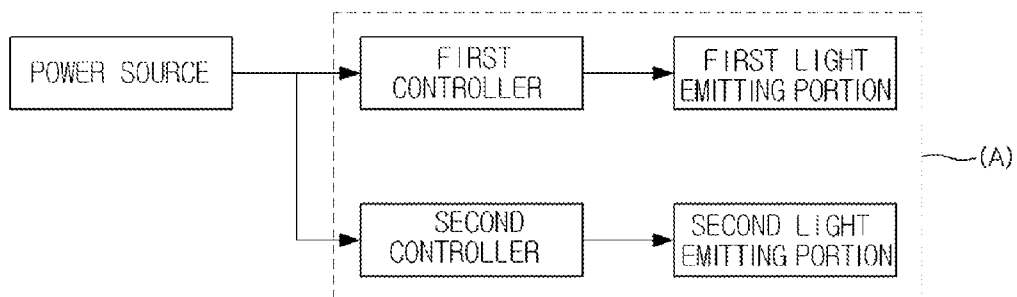 POWER SOURCE
FIRST
CONTROLLER
FIRST LIGHT
EMITTING PORTION
(A)
SECOND
CONTROLLER
SECOND LIGHT
EMITTING PORTION